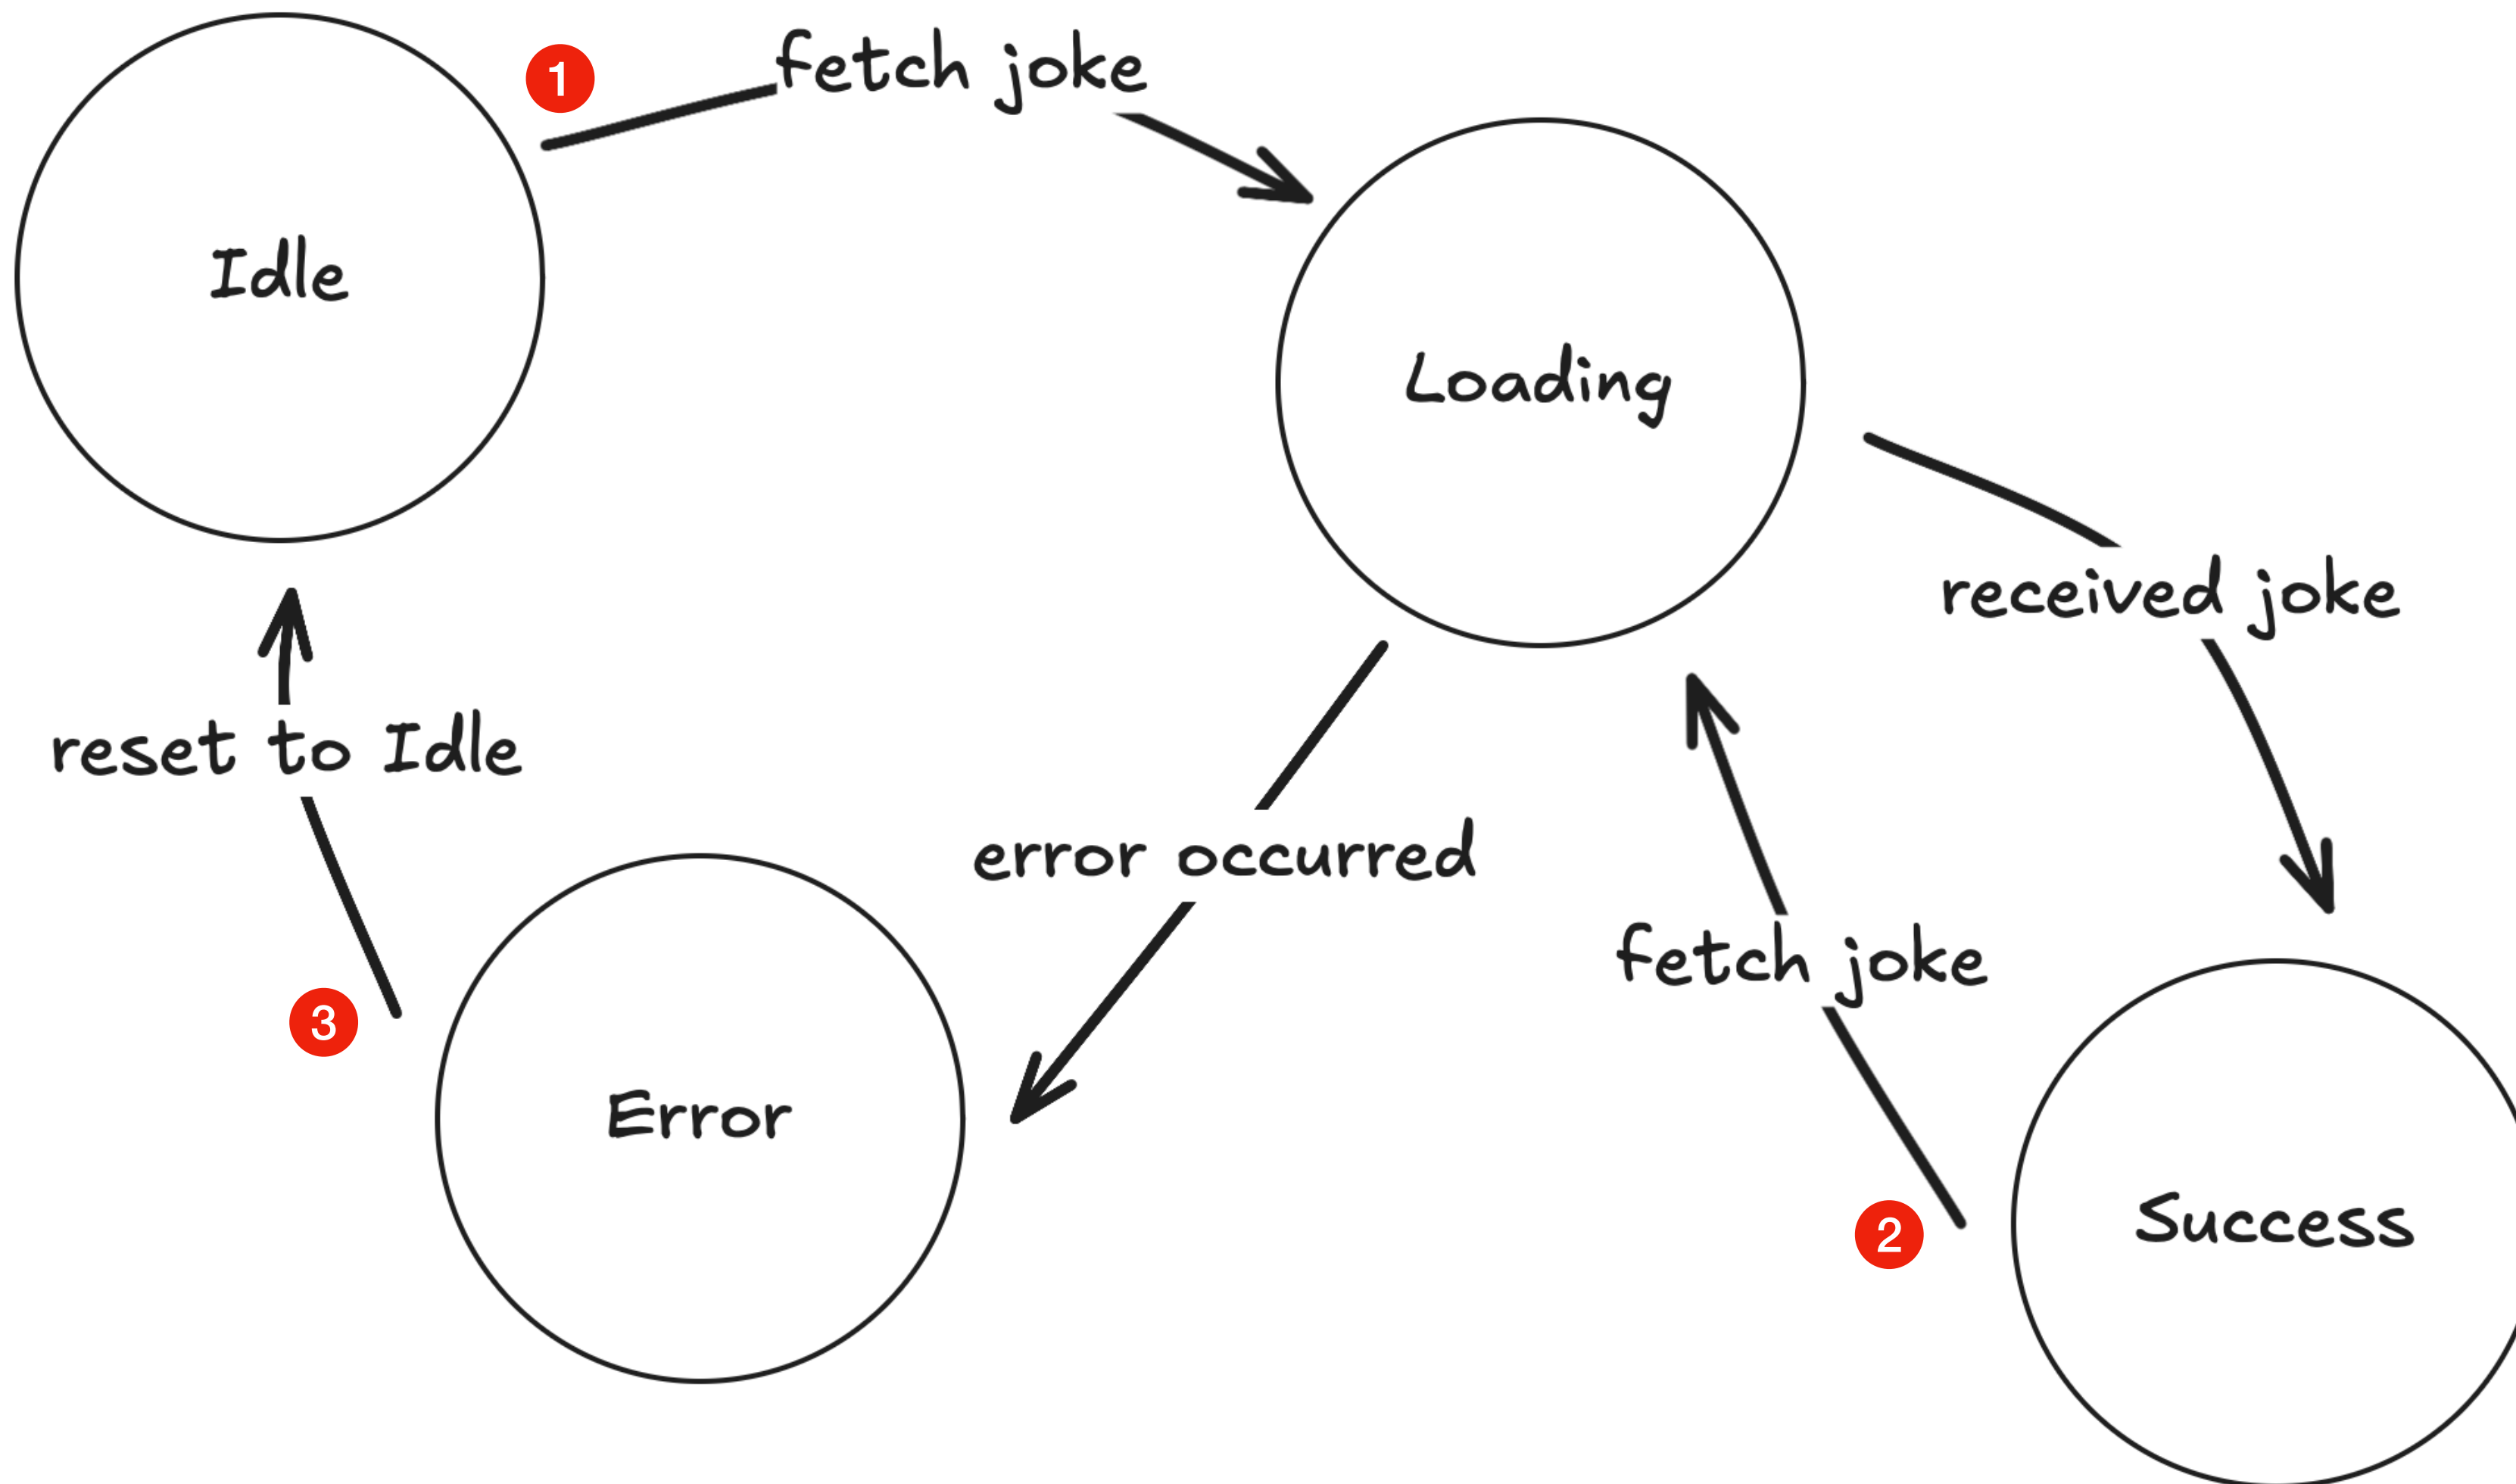 1
fetch joke
Idle
Loading
received joke
reset to Idle
error occurred
fetch joke
3
Error
2
Success